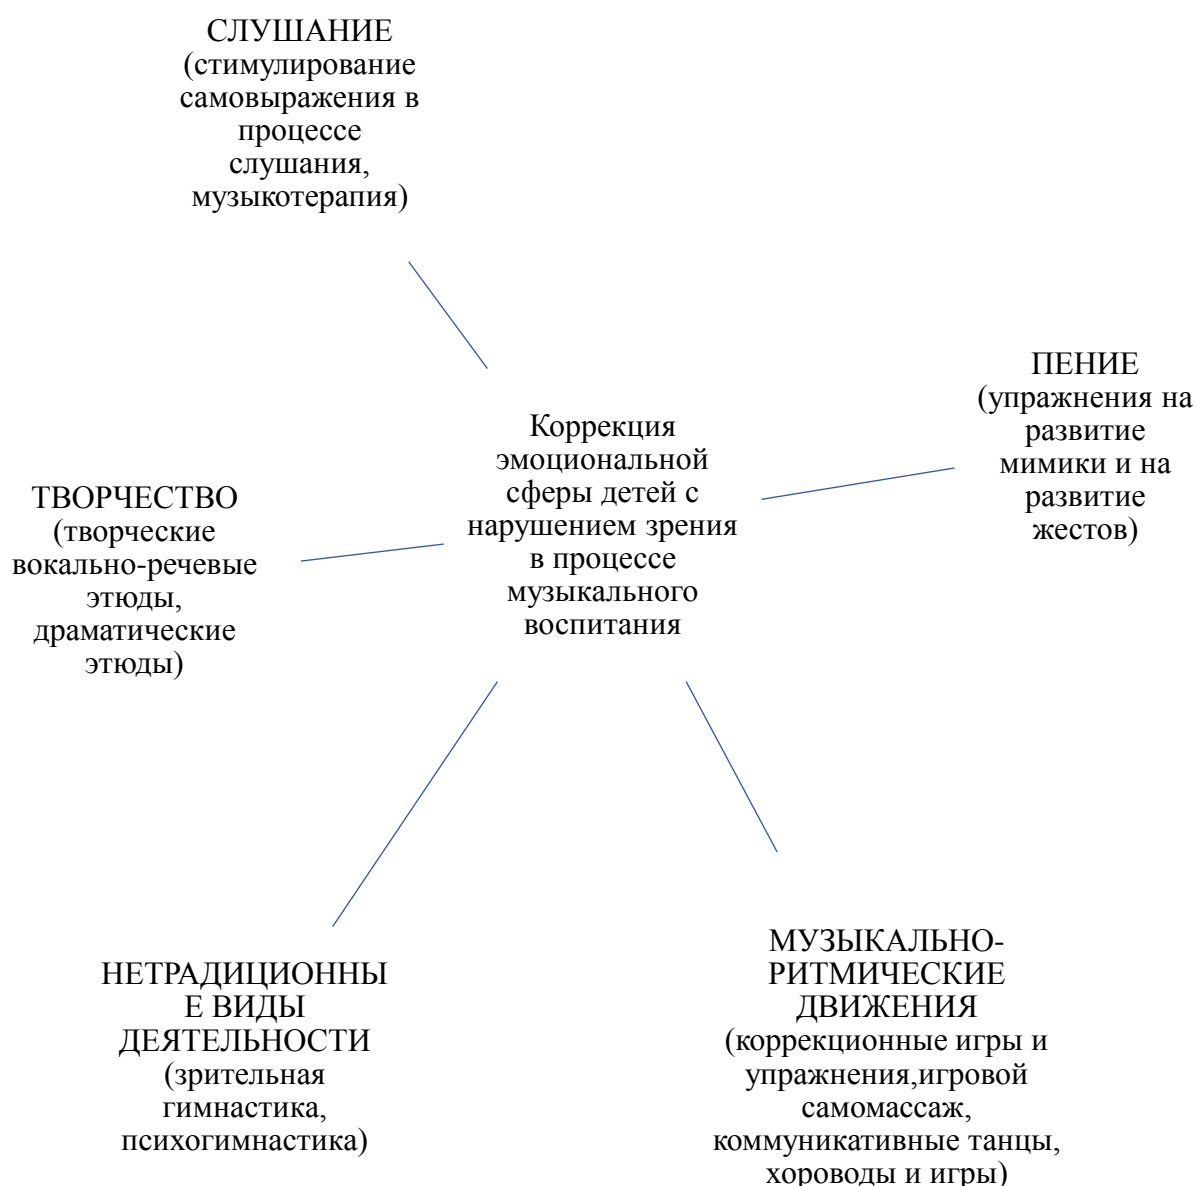 СЛУШАНИЕ
(стимулирование
самовыражения в
процессе
слушания,
музыкотерапия)
ПЕНИЕ
(упражнения на
развитие
мимики и на
развитие
жестов)
Коррекция
эмоциональной
сферы детей с
нарушением зрения
в процессе
музыкального
воспитания
ТВОРЧЕСТВО
(творческие
вокально-речевые
этюды,
драматические
этюды)
НЕТРАДИЦИОННЫ
Е ВИДЫ
ДЕЯТЕЛЬНОСТИ
(зрительная
гимнастика,
психогимнастика)
МУЗЫКАЛЬНО-
РИТМИЧЕСКИЕ
ДВИЖЕНИЯ
(коррекционные игры и
упражнения,игровой
самомассаж,
коммуникативные танцы,
хороводы и игры)